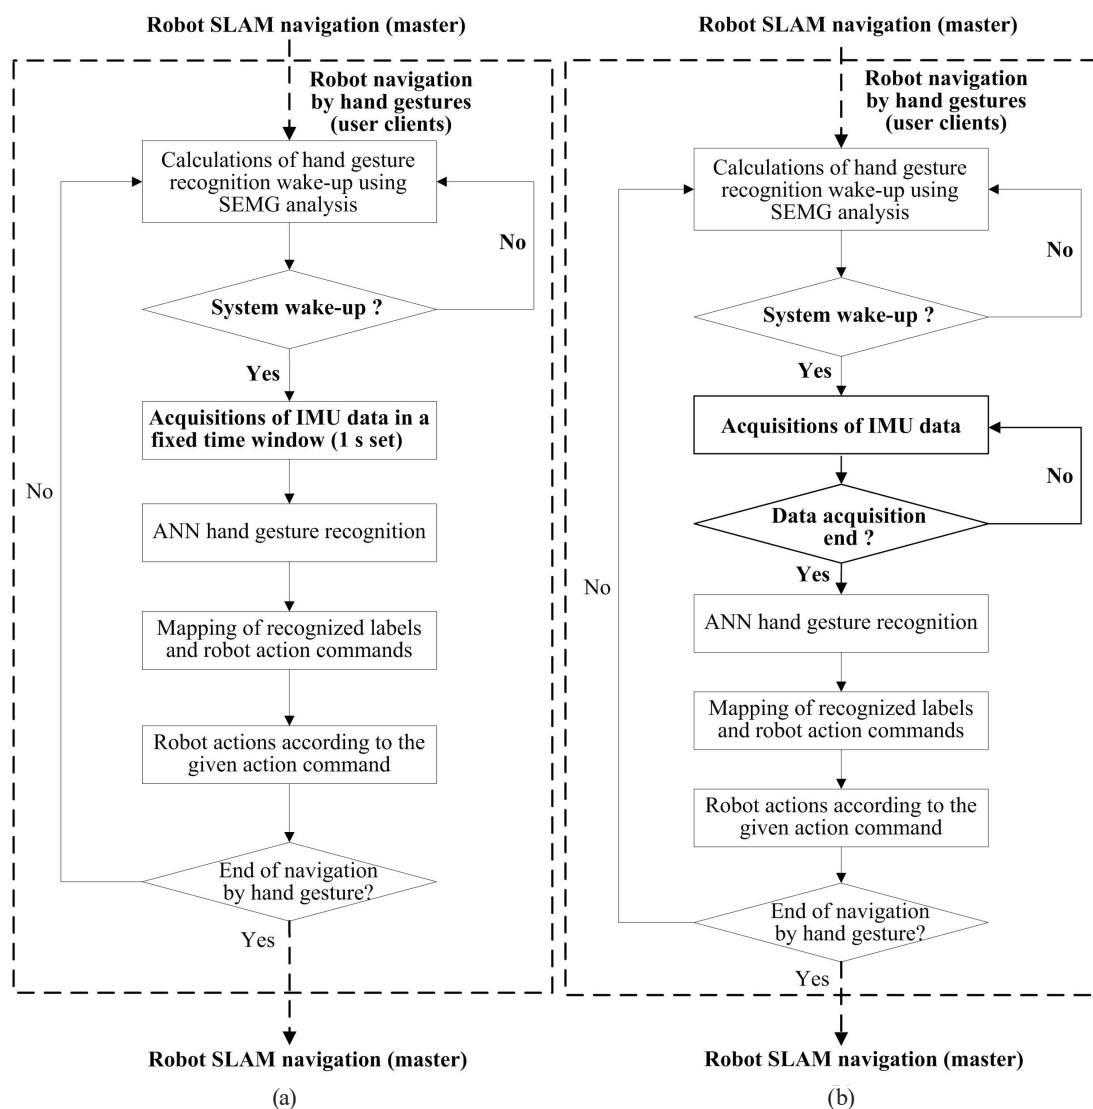 Robot SLAM navigation (master)
Robot navigation
by hand gestures
(user clients)
Calculations of hand gesture
recognition wake-up using
SEMG analysis
No
System wake-up ?
Yes
Acquisitions of IMU data in a
fixed time window (1 s set)
No
ANN hand gesture recognition
Mapping of recognized labels
and robot action commands
Robot actions according to the
given action command
End of navigation
by hand gesture?
Yes
Robot SLAM navigation (master)
(a)
Robot SLAM navigation (master)
Robot navigation
by hand gestures
(user clients)
Calculations of hand gesture
recognition wake-up using
SEMG analysis
No
System wake-up ?
Yes
Acquisitions of IMU data
No
Data acquisition
end ?
Yes
No
ANN hand gesture recognition
Mapping of recognized labels
and robot action commands
Robot actions according to the
given action command
End of navigation
by hand gesture?
Yes
Robot SLAM navigation (master)
(b)